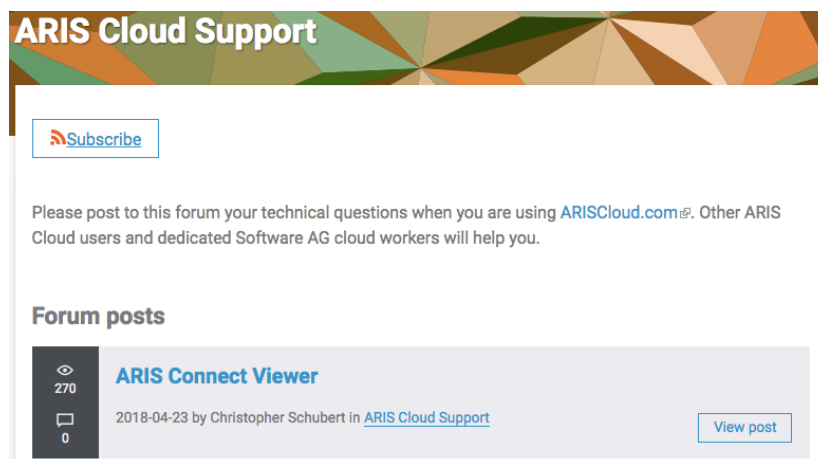 ARIS Cloud Support
Subscribe
Please post to this forum your technical questions when you are using ARISCloud.com. Other ARIS
Cloud users and dedicated Software AG cloud workers will help you.
Forum posts
270
ARIS Connect Viewer
2018-04-23 by Christopher Schubert in ARIS Cloud Support
0
View post